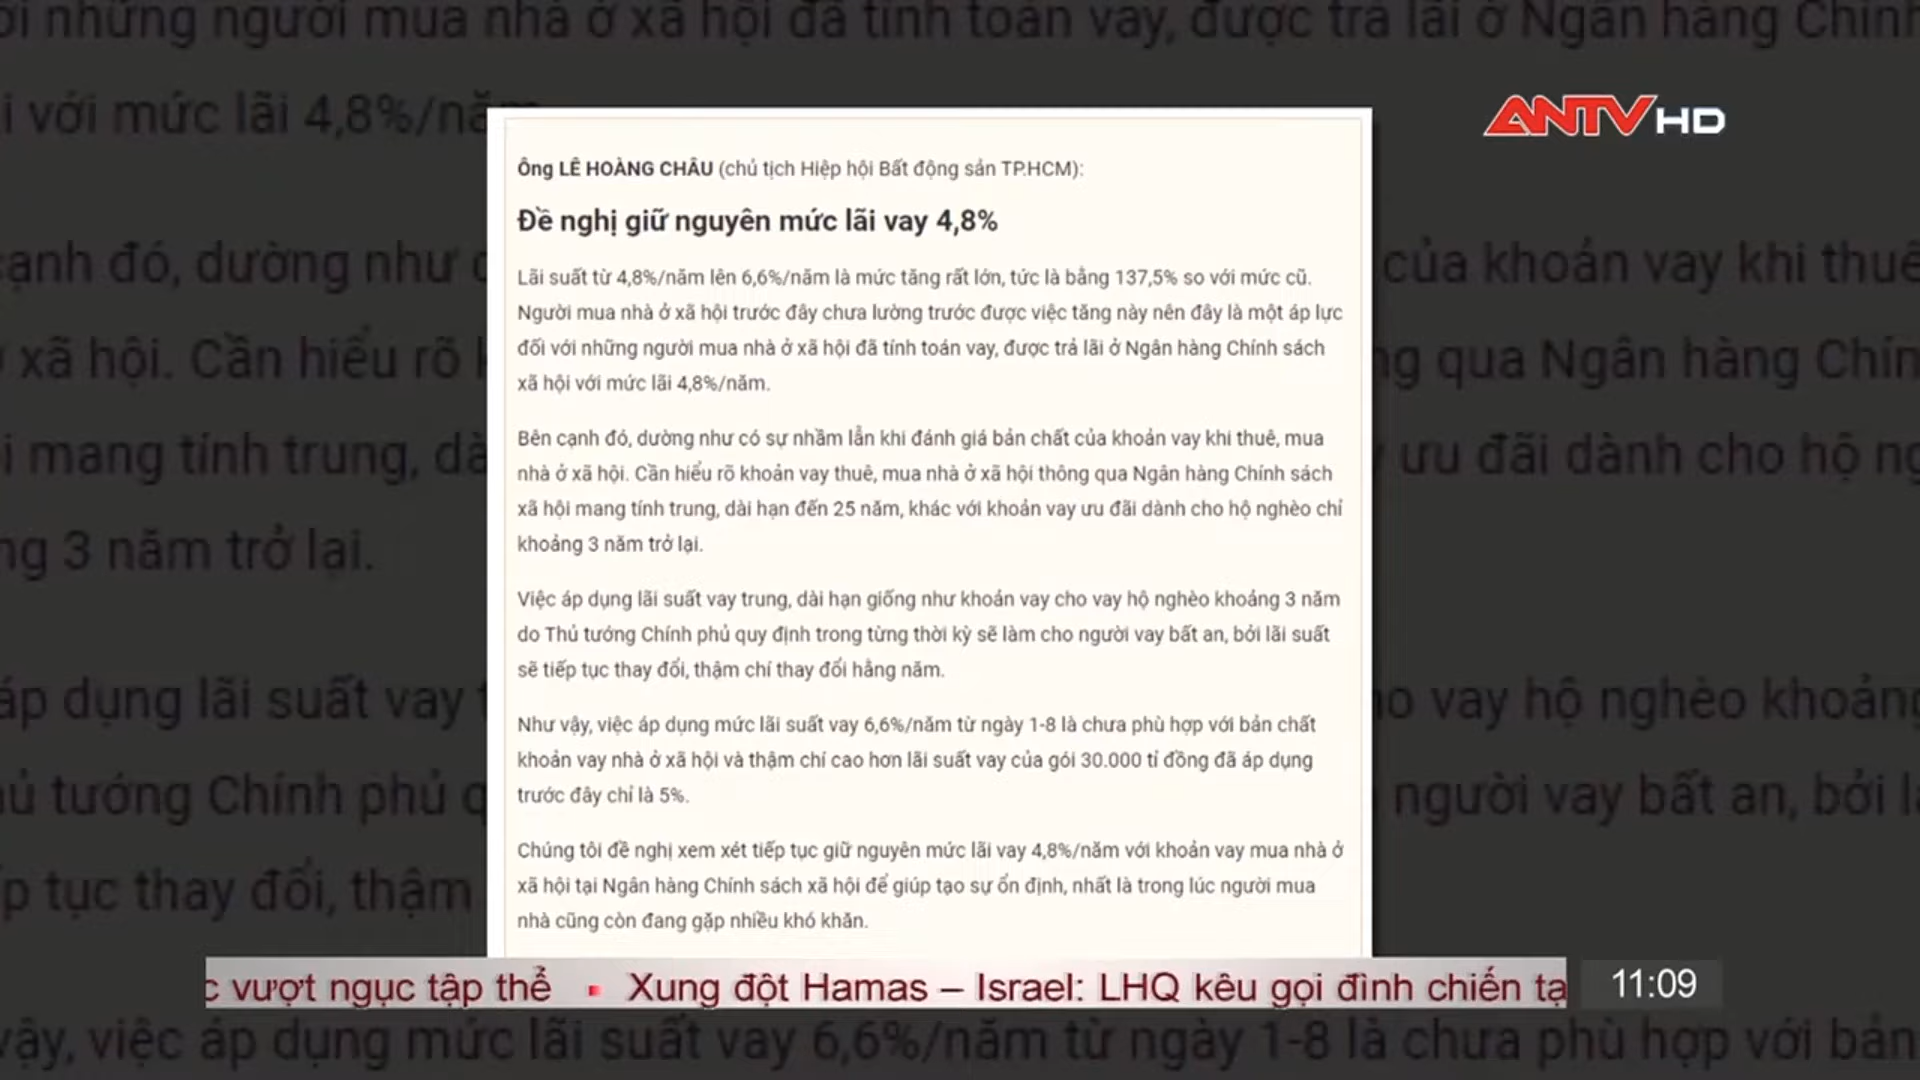 ANTV HD
Ông LÊ HOÀNG CHÂU (chủ tịch Hiệp hội Bất động sản TP.HCM):
Đề nghị giữ nguyên mức lãi vay 4,8%
Lãi suất từ 4,8%/năm lên 6,6%/năm là mức tăng rất lớn, tức là bằng 137,5% so với mức cũ.
Người mua nhà ở xã hội trước đây chưa lường trước được việc tăng này nên đây là một áp lực
đối với những người mua nhà ở xã hội đã tính toán vay, được trả lãi ở Ngân hàng Chính sách
xã hội với mức lãi 4,8%/năm.
Bên cạnh đó, dường như có sự nhầm lẫn khi đánh giá bản chất của khoản vay khi thuê, mua
nhà ở xã hội. Cần hiểu rõ khoản vay thuê, mua nhà ở xã hội thông qua Ngân hàng Chính sách
xã hội mang tính trung, dài hạn đến 25 năm, khác với khoản vay ưu đãi dành cho hộ nghèo chỉ
khoảng 3 năm trở lại.
Việc áp dụng lãi suất vay trung, dài hạn giống như khoản vay cho vay hộ nghèo khoảng 3 năm
do Thủ tướng Chính phủ quy định trong từng thời kỳ sẽ làm cho người vay bất an, bởi lãi suất
sẽ tiếp tục thay đổi, thậm chí thay đổi hằng năm.
Như vậy, việc áp dụng mức lãi suất vay 6,6%/năm từ ngày 1-8 là chưa phù hợp với bản chất
khoản vay nhà ở xã hội và thậm chí cao hơn lãi suất vay của gói 30.000 tỉ đồng đã áp dụng
trước đây chỉ là 5%.
Chúng tôi đề nghị xem xét tiếp tục giữ nguyên mức lãi vay 4,8%/năm với khoản vay mua nhà ở
xã hội tại Ngân hàng Chính sách xã hội để giúp tạo sự ổn định, nhất là trong lúc người mua
nhà cũng còn đang gặp nhiều khó khăn.
vượt ngục tập thể ▪ Xung đột Hamas – Israel: LHQ kêu gọi đình chiến tạ
11:09